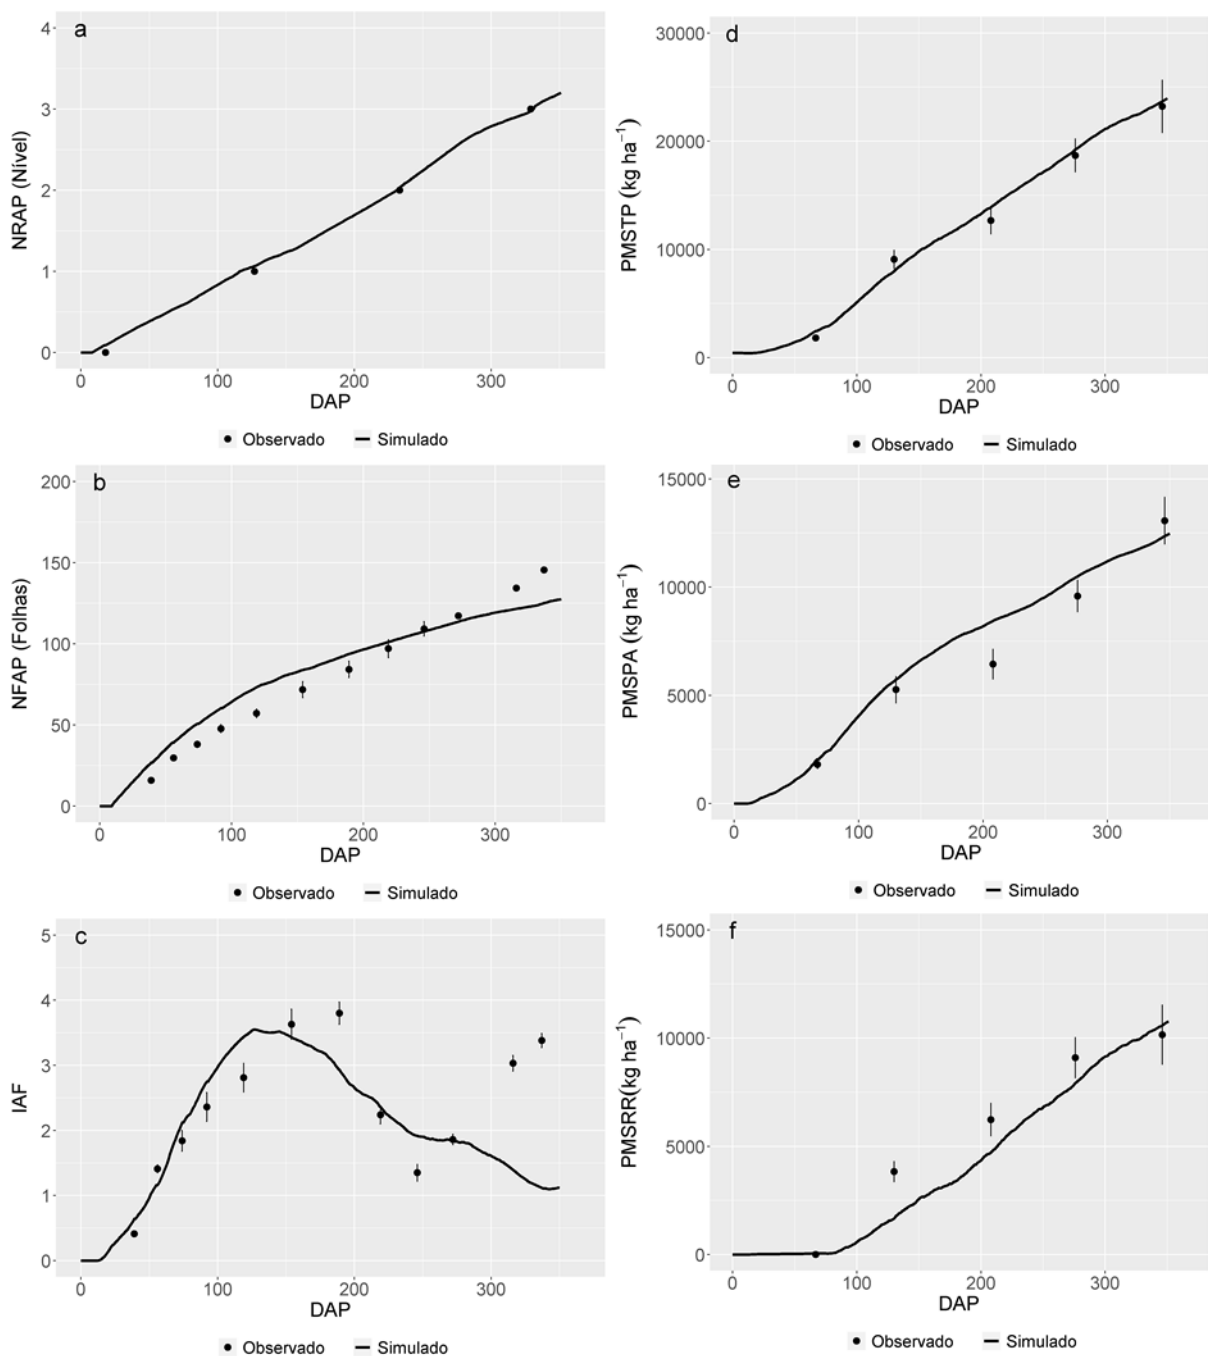 a
4
3
2
1
0
NRAP (Nível)
0 100 200 300
DAP
Observado Simulado
b
200
150
100
50
0
NFAP (Folhas)
0 100 200 300
DAP
Observado Simulado
c
5
4
3
2
1
0
IAF
0 100 200 300
DAP
Observado Simulado
d
30000
20000
10000
0
PMSTP (kg ha⁻¹)
0 100 200 300
DAP
Observado Simulado
e
15000
10000
5000
0
PMSPA (kg ha⁻¹)
0 100 200 300
DAP
Observado Simulado
f
15000
10000
5000
0
PMSRR(kg ha⁻¹)
0 100 200 300
DAP
Observado Simulado